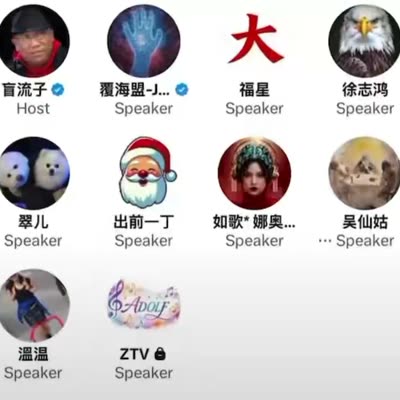 大
盲流子 覆海盟-J... 福星 徐志鸿
Host Speaker Speaker Speaker
翠儿 出前一丁 如歌* 娜奥... 吴仙姑
Speaker Speaker Speaker ... Speaker
ADOLF
溫温 ZTV
Speaker Speaker